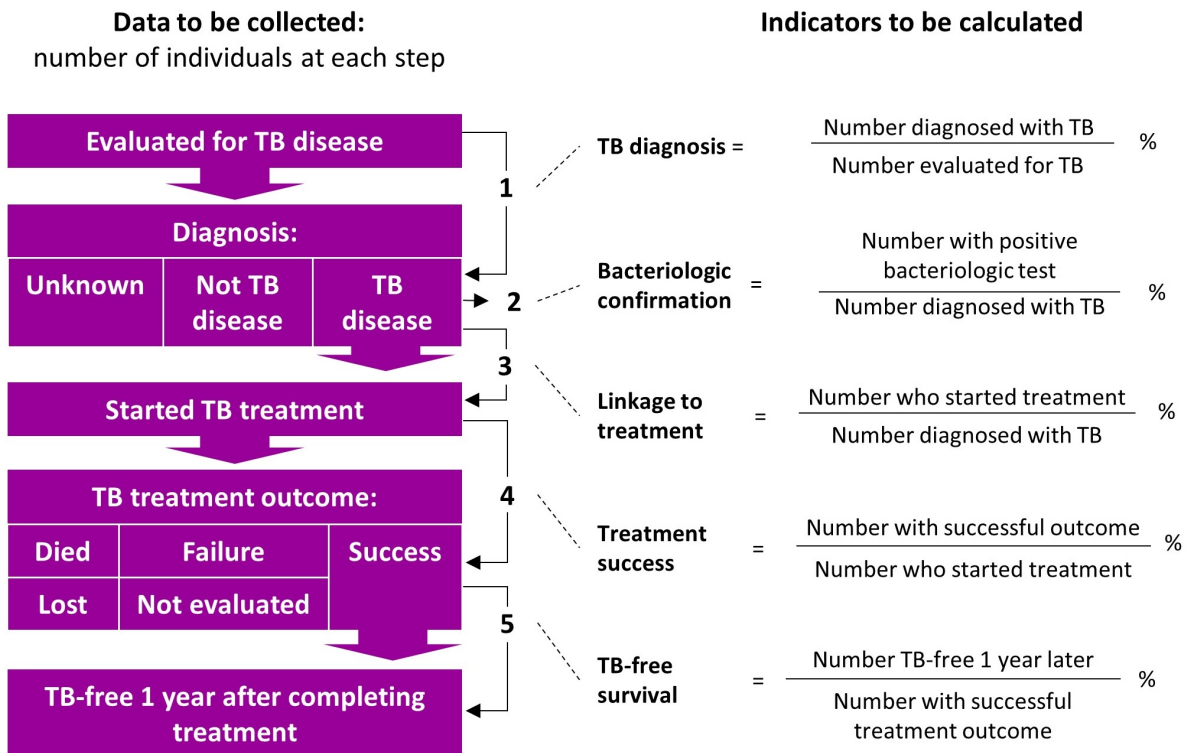 Data to be collected:
number of individuals at each step
Evaluated for TB disease
Diagnosis:
Unknown
Not TB
disease
TB
disease
Started TB treatment
TB treatment outcome:
Died
Failure
Success
Lost
Not evaluated
TB-free 1 year after completing
treatment
1
2
3
4
5
Indicators to be calculated
TB diagnosis =
Number diagnosed with TB
Number evaluated for TB
%
Bacteriologic
confirmation
=
Number with positive
bacteriologic test
Number diagnosed with TB
%
Linkage to
treatment
=
Number who started treatment
Number diagnosed with TB
%
Treatment
success
=
Number with successful outcome
Number who started treatment
%
TB-free
survival
=
Number TB-free 1 year later
Number with successful
treatment outcome
%